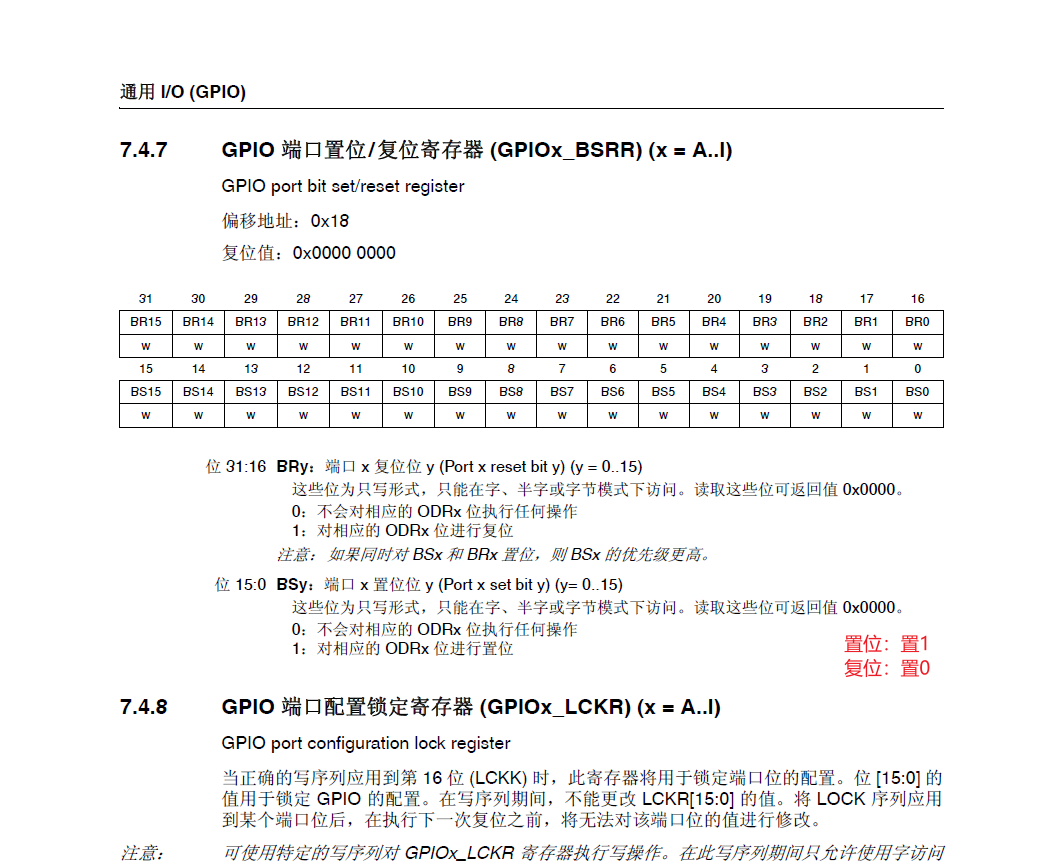 通用 I/O (GPIO)
7.4.7 GPIO 端口置位/复位寄存器 (GPIOx_BSRR) (x = A..I)
GPIO port bit set/reset register
偏移地址：0x18
复位值：0x0000 0000
31 30 29 28 27 26 25 24 23 22 21 20 19 18 17 16
BR15 BR14 BR13 BR12 BR11 BR10 BR9 BR8 BR7 BR6 BR5 BR4 BR3 BR2 BR1 BR0
w w w w w w w w w w w w w w w w
15 14 13 12 11 10 9 8 7 6 5 4 3 2 1 0
BS15 BS14 BS13 BS12 BS11 BS10 BS9 BS8 BS7 BS6 BS5 BS4 BS3 BS2 BS1 BS0
w w w w w w w w w w w w w w w w
位 31:16 BRy：端口 x 复位位 y (Port x reset bit y) (y = 0..15)
这些位为只写形式，只能在字、半字或字节模式下访问。读取这些位可返回值 0x0000。
0：不会对相应的 ODRx 位执行任何操作
1：对相应的 ODRx 位进行复位
注意：如果同时对 BSx 和 BRx 置位，则 BSx 的优先级更高。
位 15:0 BSy：端口 x 置位位 y (Port x set bit y) (y= 0..15)
这些位为只写形式，只能在字、半字或字节模式下访问。读取这些位可返回值 0x0000。
0：不会对相应的 ODRx 位执行任何操作
1：对相应的 ODRx 位进行置位
置位：置1
复位：置0
7.4.8 GPIO 端口配置锁定寄存器 (GPIOx_LCKR) (x = A..I)
GPIO port configuration lock register
当正确的写序列应用到第 16 位 (LCKK) 时，此寄存器将用于锁定端口位的配置。位 [15:0] 的
值用于锁定 GPIO 的配置。在写序列期间，不能更改 LCKR[15:0] 的值。将 LOCK 序列应用
到某个端口位后，在执行下一次复位之前，将无法对该端口位的值进行修改。
注意： 可使用特定的写序列对 GPIOx_LCKR 寄存器执行写操作。在此写序列期间只允许使用字访问